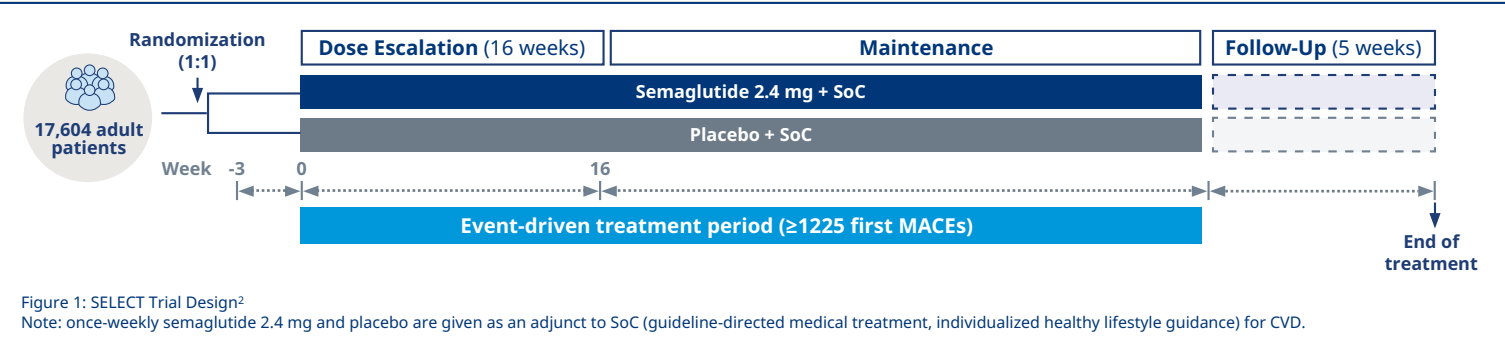 Randomization
(1:1)
Dose Escalation (16 weeks)
Maintenance
Follow-Up (5 weeks)
17,604 adult
patients
Semaglutide 2.4 mg + SoC
Placebo + SoC
Week -3 0 16
Event-driven treatment period (≥1225 first MACEs)
End of
treatment
Figure 1: SELECT Trial Design²
Note: once-weekly semaglutide 2.4 mg and placebo are given as an adjunct to SoC (guideline-directed medical treatment, individualized healthy lifestyle guidance) for CVD.